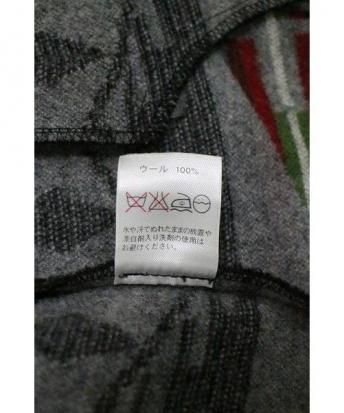 ウール 100%
水や汗でぬれたままの放置や
漂白剤入り洗剤の使用は
お避けください。